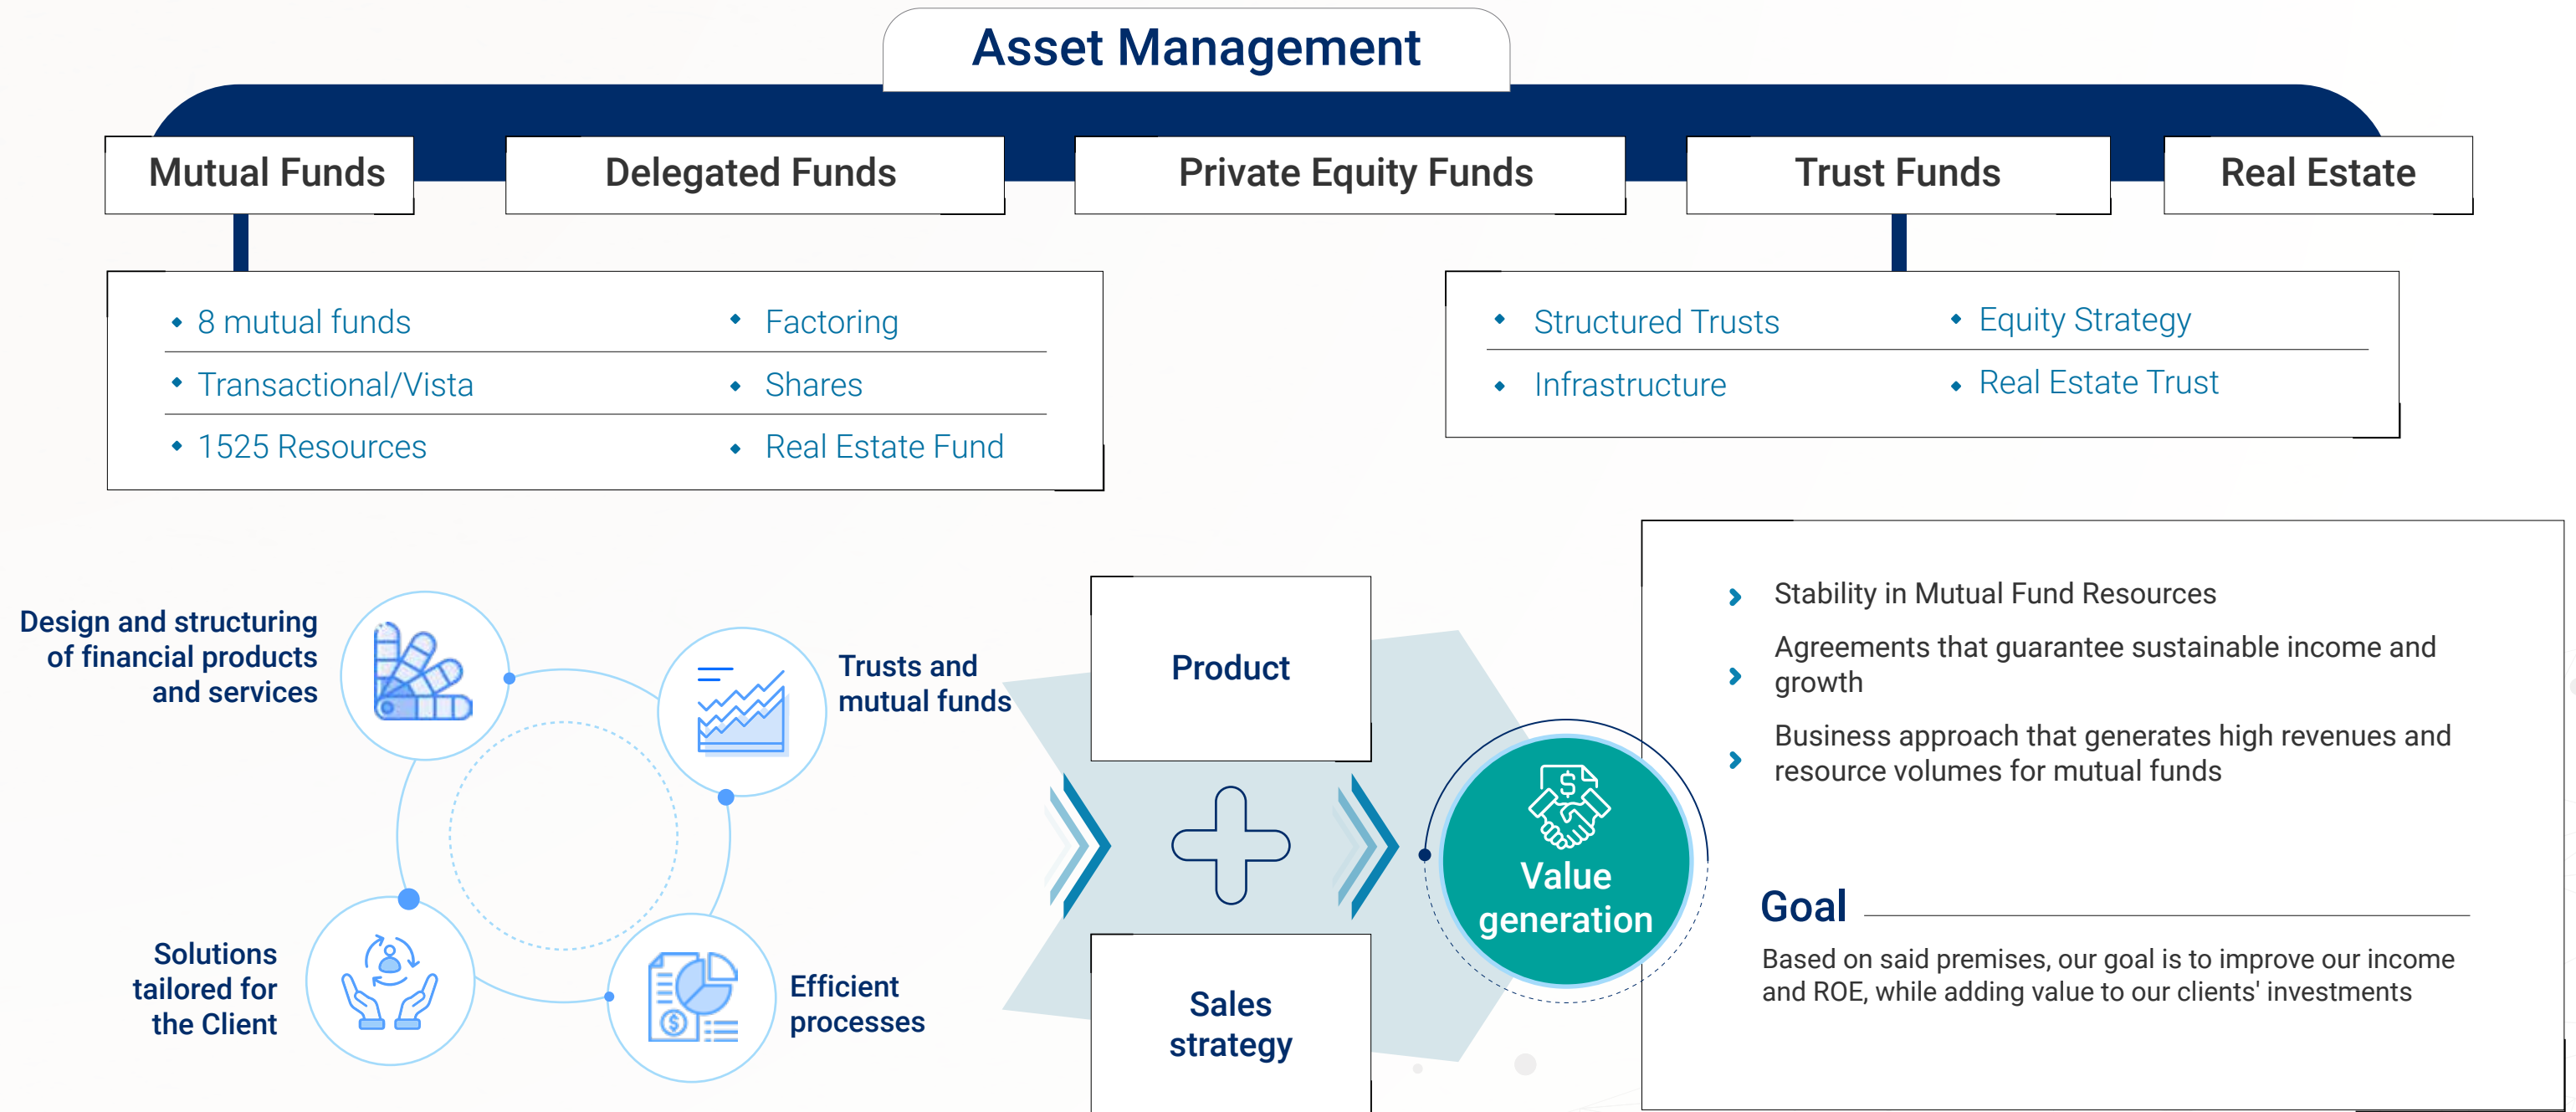 Asset Management
Mutual Funds
Delegated Funds
Private Equity Funds
Trust Funds
Real Estate
8 mutual funds
Factoring
Transactional/Vista
Shares
1525 Resources
Real Estate Fund
Structured Trusts
Equity Strategy
Infrastructure
Real Estate Trust
Design and structuring
of financial products
and services
Trusts and
mutual funds
Solutions
tailored for
the Client
Efficient
processes
Product
Sales
strategy
$
Value
generation
Stability in Mutual Fund Resources
Agreements that guarantee sustainable income and
growth
Business approach that generates high revenues and
resource volumes for mutual funds
Goal
Based on said premises, our goal is to improve our income
and ROE, while adding value to our clients' investments